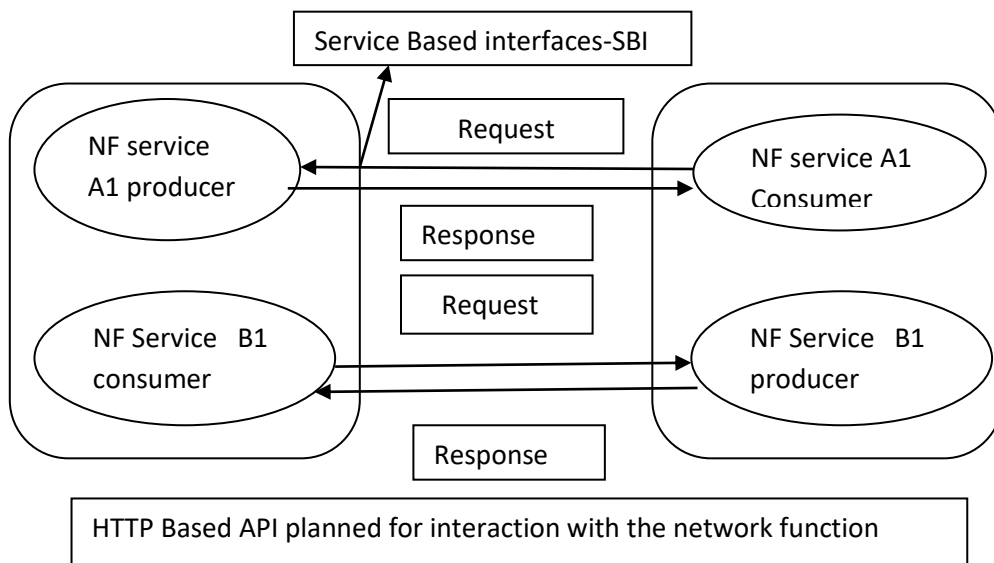 Service Based interfaces-SBI
Request
NF service
A1 producer
NF service A1
Consumer
Response
Request
NF Service B1
consumer
NF Service B1
producer
Response
HTTP Based API planned for interaction with the network function